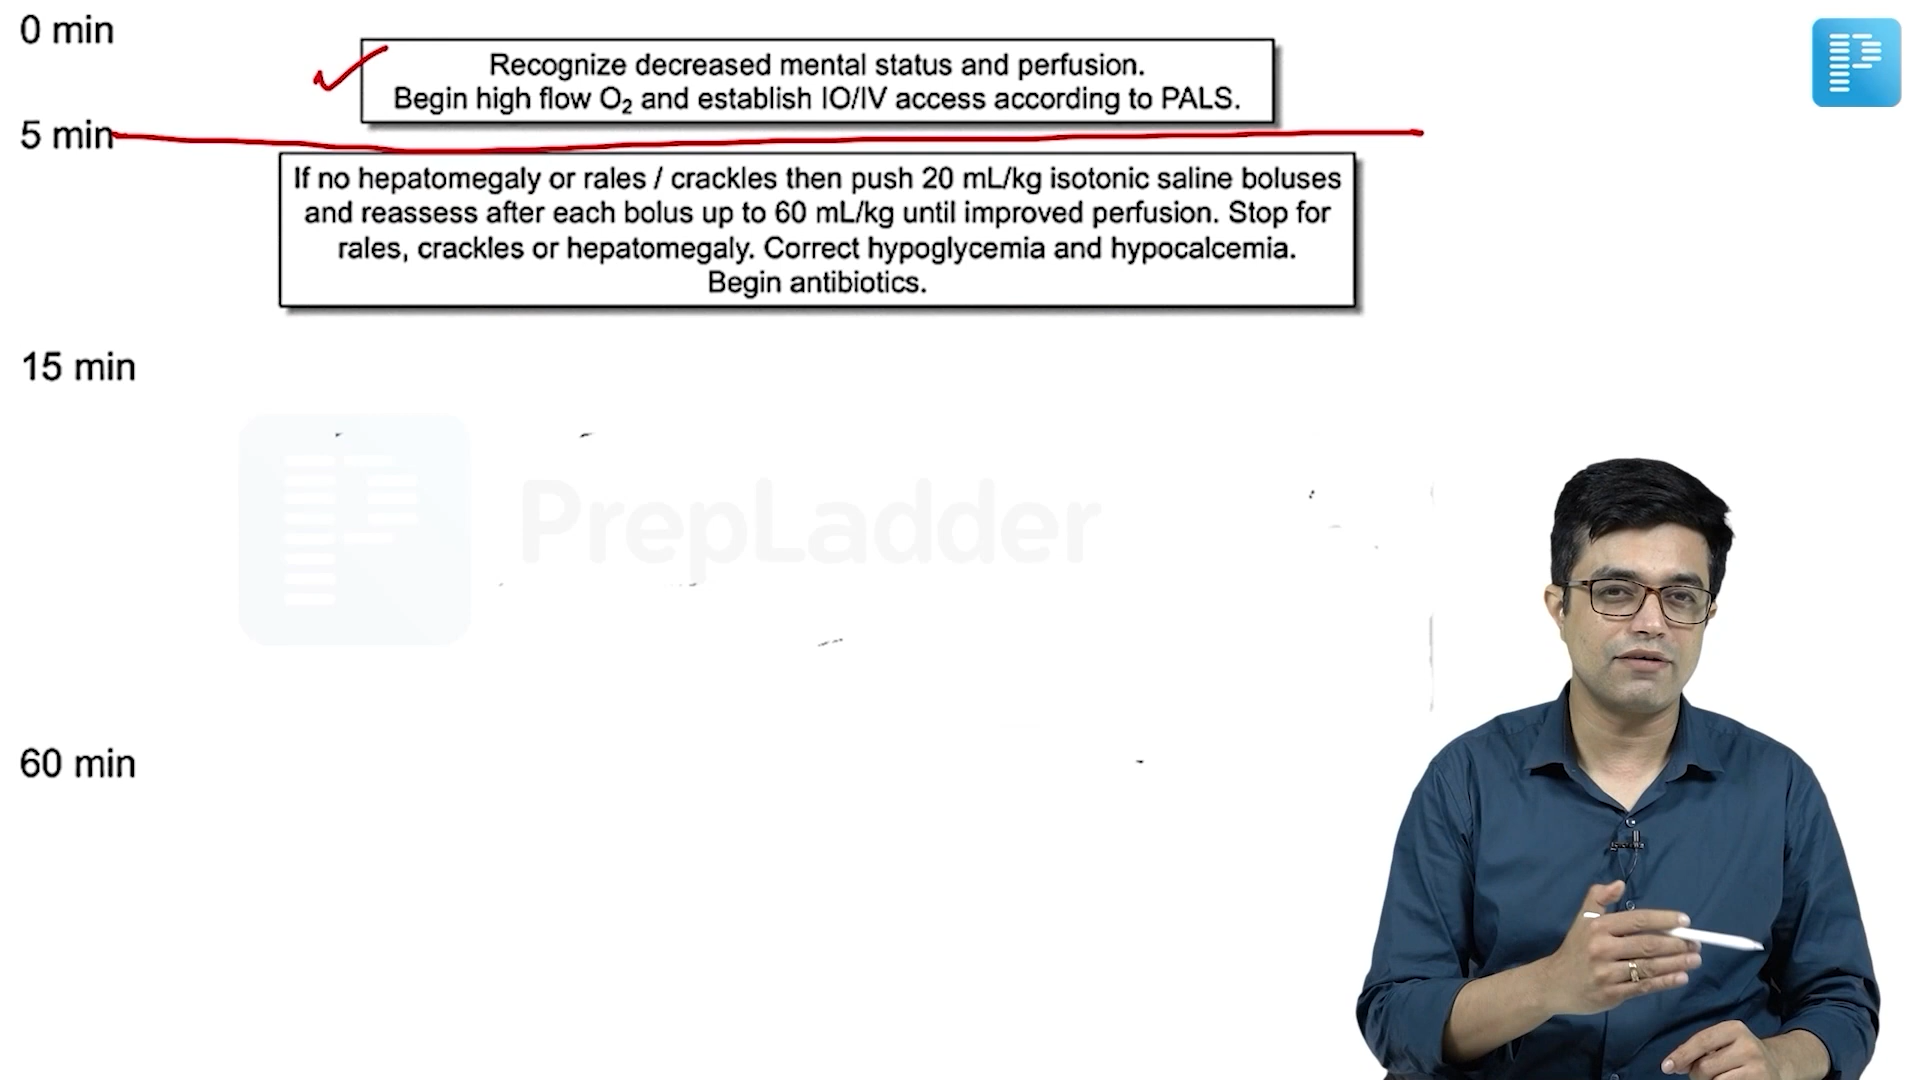 0 min
Recognize decreased mental status and perfusion.
Begin high flow O₂ and establish IO/IV access according to PALS.
5 min
If no hepatomegaly or rales / crackles then push 20 mL/kg isotonic saline boluses
and reassess after each bolus up to 60 mL/kg until improved perfusion. Stop for
rales, crackles or hepatomegaly. Correct hypoglycemia and hypocalcemia.
Begin antibiotics.
15 min
PrepLadder
60 min